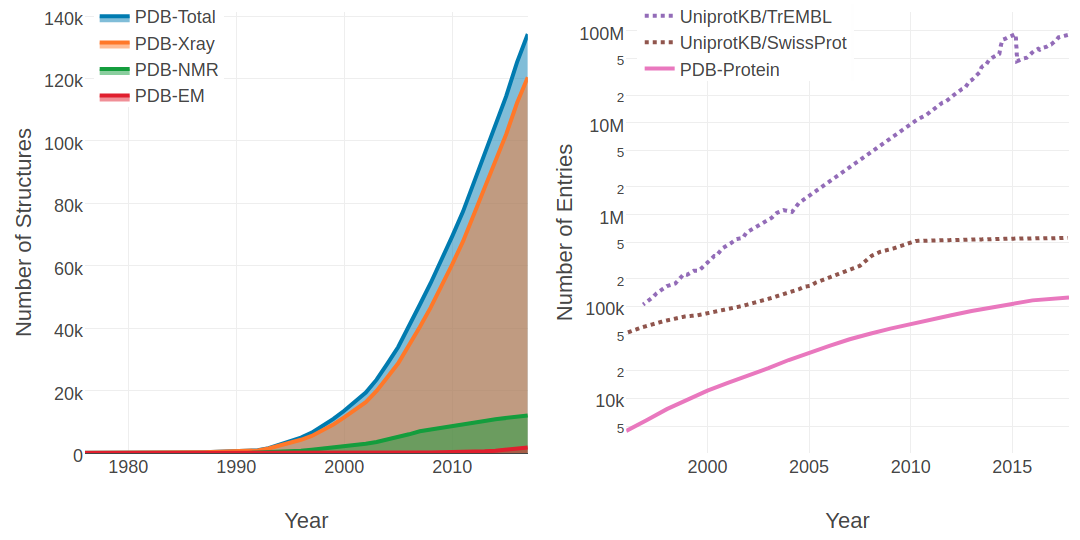 140k
120k
100k
80k
60k
40k
20k
0
Number of Structures
PDB-Total
PDB-Xray
PDB-NMR
PDB-EM
1980
1990
2000
2010
Year
100M
5
2
10M
5
2
1M
5
2
100k
5
2
10k
5
Number of Entries
UniprotKB/TrEMBL
UniprotKB/SwissProt
PDB-Protein
2000
2005
2010
2015
Year